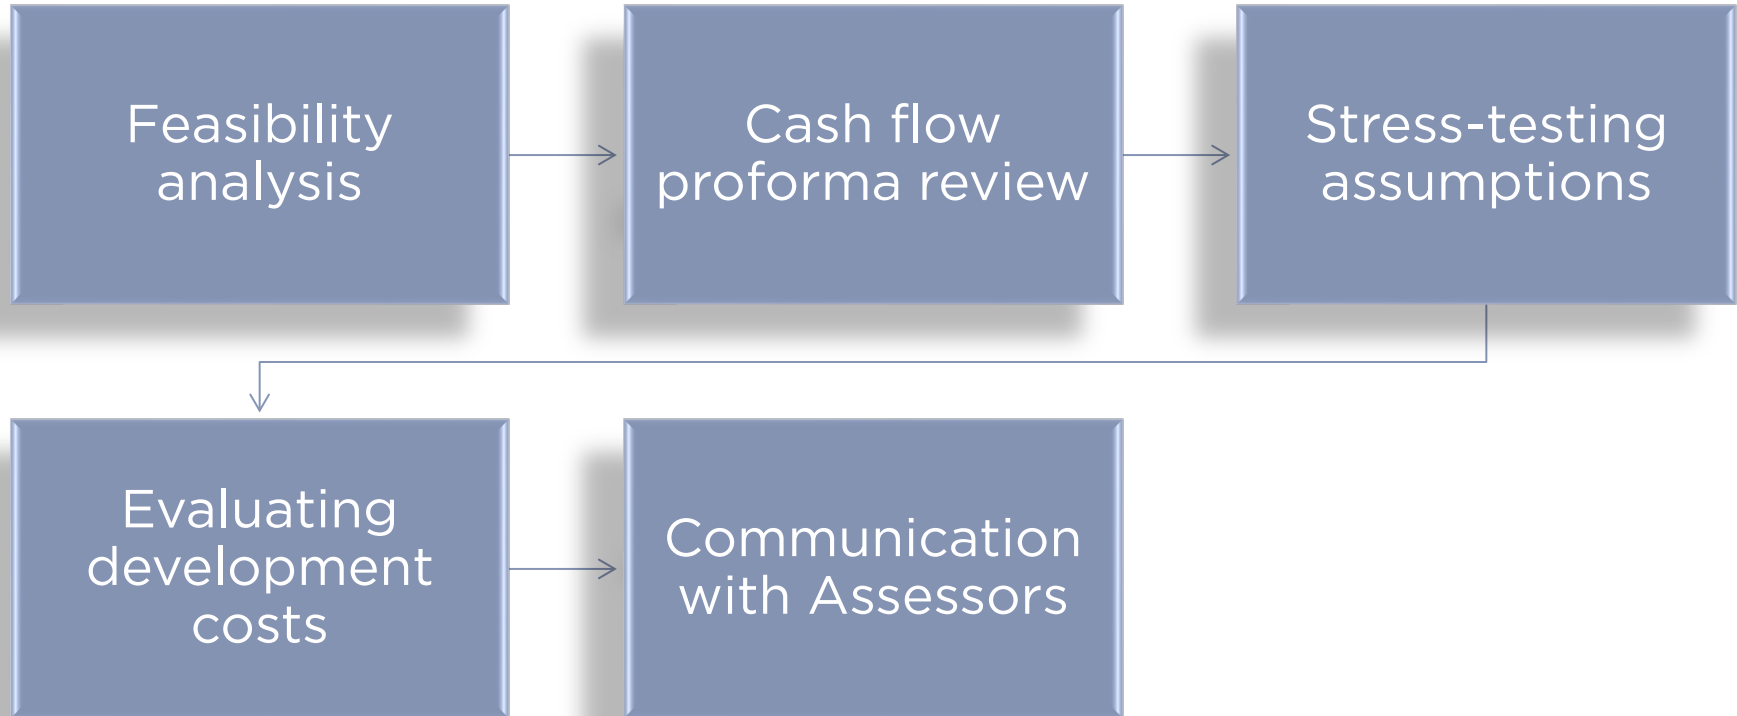 Feasibility
analysis
Cash flow
proforma review
Stress-testing
assumptions
Evaluating
development
costs
Communication
with Assessors